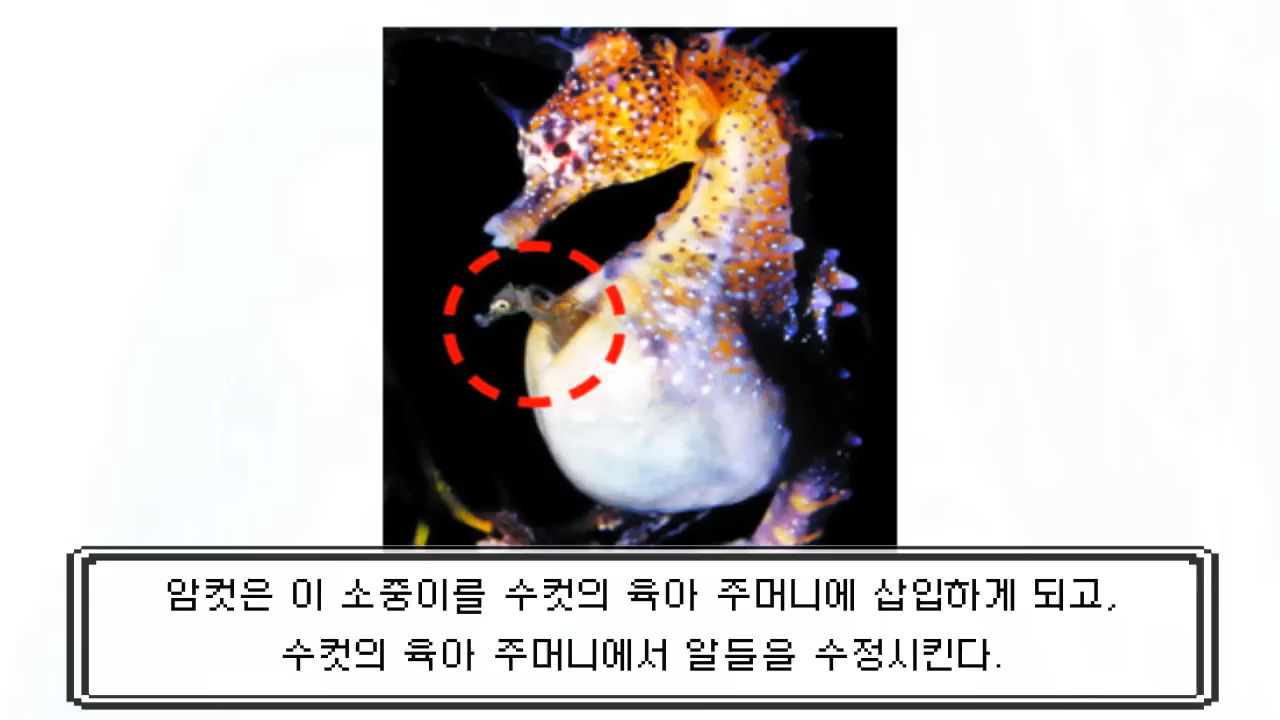 암컷은 이 소중이를 수컷의 육아 주머니에 삽입하게 되고,
수컷의 육아 주머니에서 알들을 수정시킨다.